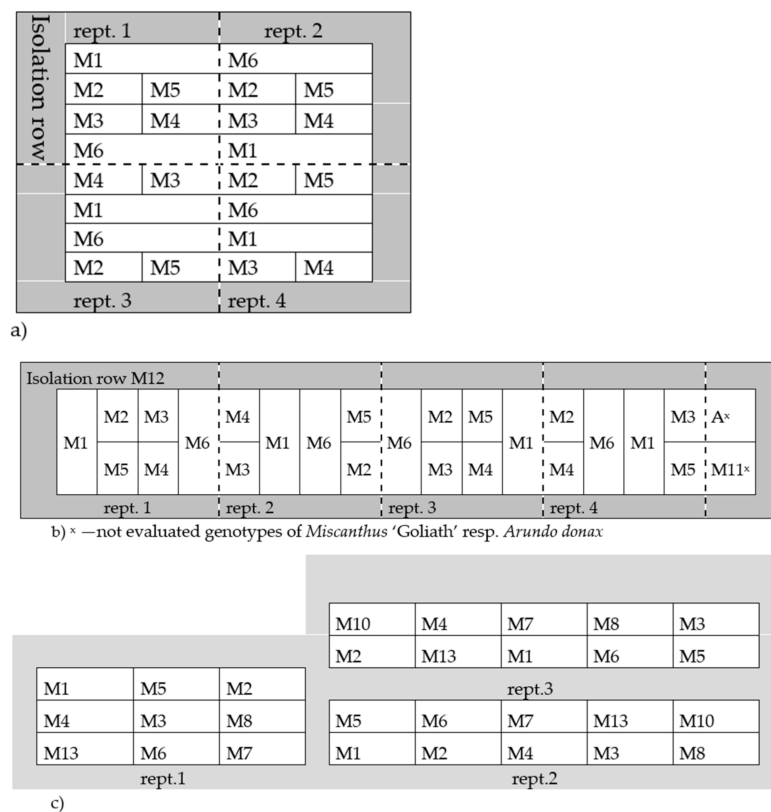 Isolation row
rept. 1 rept. 2
M1 M6
M2 M5 M2 M5
M3 M4 M3 M4
M6 M1
M4 M3 M2 M5
M1 M6
M6 M1
M2 M5 M3 M4
rept. 3 rept. 4
a)
Isolation row M12
M2 M3 M4 M5 M2 M5 M2 M3 Aˣ
M1 M6 M1 M6 M6 M1 M6 M1
M5 M4 M3 M2 M3 M4 M4 M5 M11ˣ
rept. 1 rept. 2 rept. 3 rept. 4
b) ˣ —not evaluated genotypes of Miscanthus ‘Goliath’ resp. Arundo donax
M10 M4 M7 M8 M3
M2 M13 M1 M6 M5
rept.3
M1 M5 M2
M4 M3 M8
M13 M6 M7
rept.1
M5 M6 M7 M13 M10
M1 M2 M4 M3 M8
rept.2
c)